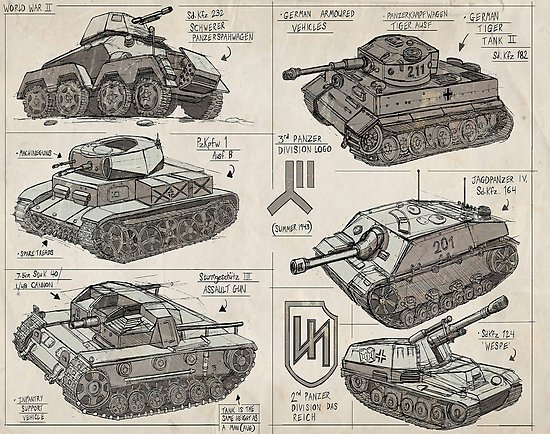 WORLD WAR II
Sd.Kfz 232
SCHWERER
PANZERSPAHWAGEN
• GERMAN ARMOURED
VEHICLES
• PANZERKAMPFWAGEN
TIGER AUSF
• GERMAN
TIGER
TANK II
Sd.Kfz 182
211
• MACHINEGUNS
PzKpfw 1
Ausf. B
• SPARE TREADS
3rd PANZER
DIVISION LOGO
(SUMMER 1943)
JAGDPANZER IV,
Sd.Kfz. 164
201
7.5cm StuK 40
L/48 CANNON
Sturmgeschütz III
ASSAULT GUN
• INFANTRY
SUPPORT
VEHICLE
TANK IS THE
SAME HEIGHT AS
A MAN (AVG)
2nd PANZER
DIVISION DAS
REICH
Sd.Kfz 124
'WESPE'